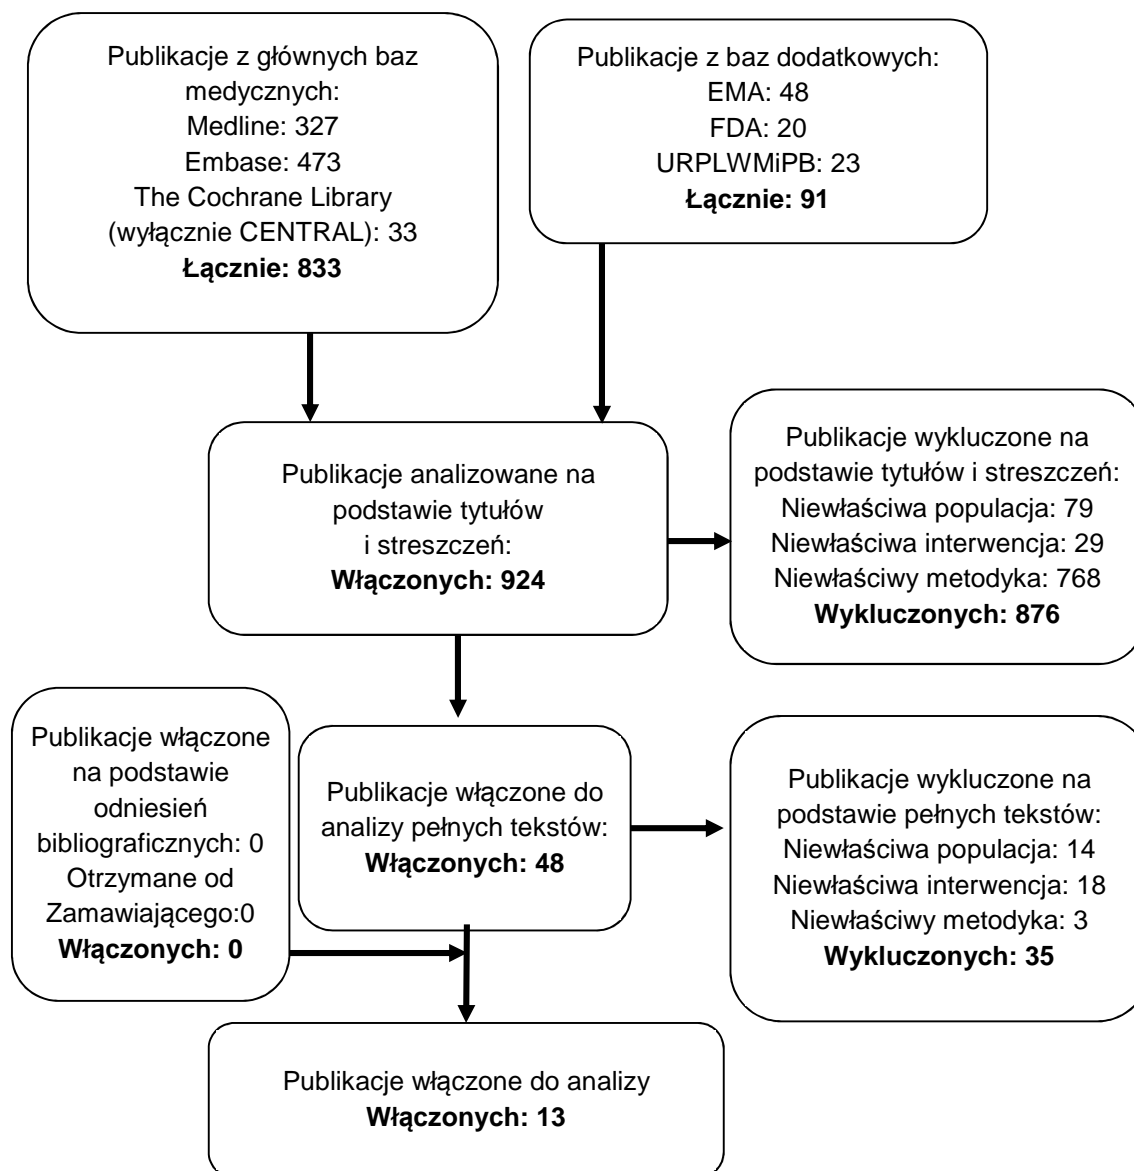 Publikacje z głównych baz
medycznych:
Medline: 327
Embase: 473
The Cochrane Library
(wyłącznie CENTRAL): 33
Łącznie: 833
Publikacje z baz dodatkowych:
EMA: 48
FDA: 20
URPLWMiPB: 23
Łącznie: 91
Publikacje analizowane na
podstawie tytułów
i streszczeń:
Włączonych: 924
Publikacje wykluczone na
podstawie tytułów i streszczeń:
Niewłaściwa populacja: 79
Niewłaściwa interwencja: 29
Niewłaściwy metodyka: 768
Wykluczonych: 876
Publikacje włączone
na podstawie
odniesień
bibliograficznych: 0
Otrzymane od
Zamawiającego:0
Włączonych: 0
Publikacje włączone do
analizy pełnych tekstów:
Włączonych: 48
Publikacje wykluczone na
podstawie pełnych tekstów:
Niewłaściwa populacja: 14
Niewłaściwa interwencja: 18
Niewłaściwy metodyka: 3
Wykluczonych: 35
Publikacje włączone do analizy
Włączonych: 13